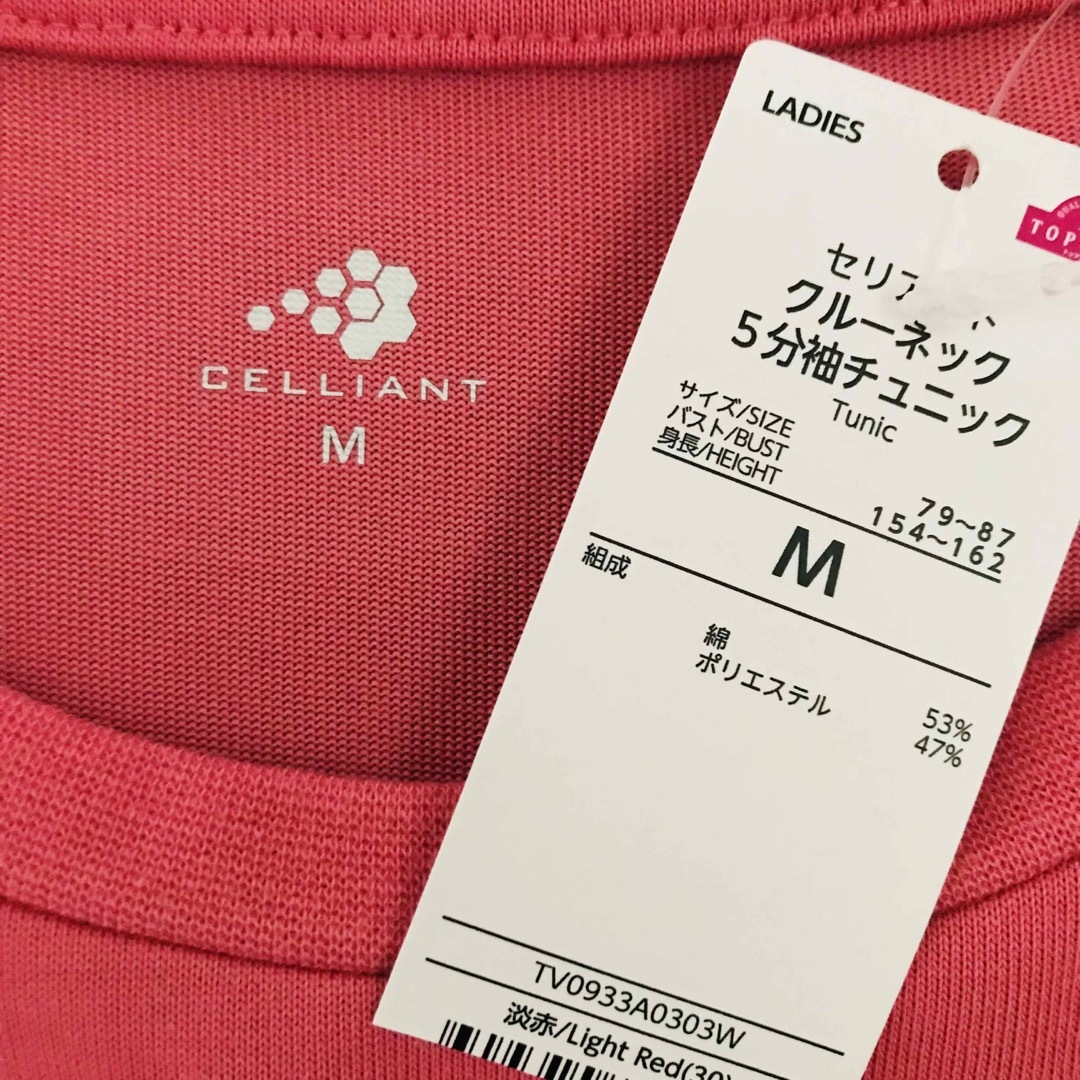 CELLIANT
M
LADIES
セリア
クルーネック
5分袖チュニック
Tunic
サイズ/SIZE
バスト/BUST
79〜87
身長/HEIGHT
154〜162
M
組成
綿 53%
ポリエステル 47%
TV0933A0303W
淡赤/Light Red(30)